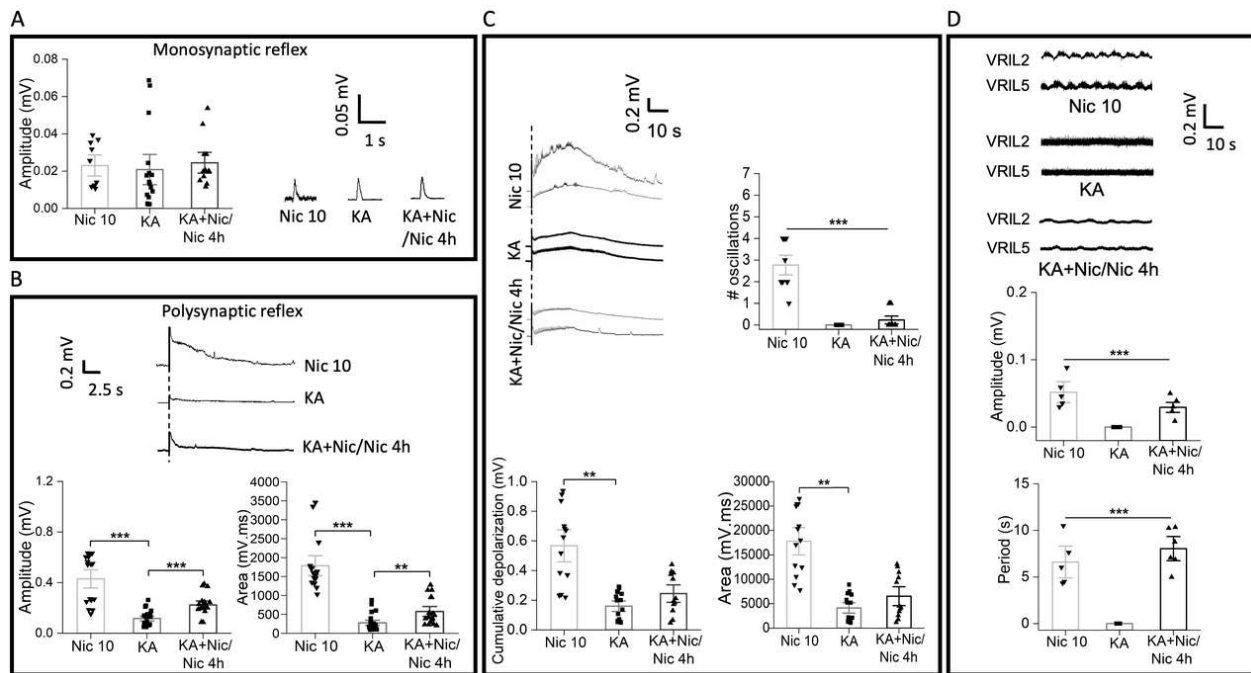 A
Monosynaptic reflex
Amplitude (mV)
0.08
0.06
0.04
0.02
0.00
Nic 10
KA
KA+Nic/
Nic 4h
0.05 mV
1 s
Nic 10
KA
KA+Nic
/Nic 4h
B
Polysynaptic reflex
0.2 mV
2.5 s
Nic 10
KA
KA+Nic/Nic 4h
Amplitude (mV)
1.2
0.8
0.4
0.0
***
***
Nic 10
KA
KA+Nic/
Nic 4h
Area (mV.ms)
4000
3500
3000
2500
2000
1500
1000
500
0
***
**
Nic 10
KA
KA+Nic/
Nic 4h
C
0.2 mV
10 s
Nic 10
KA
KA+Nic/Nic 4h
# oscillations
7
6
5
4
3
2
1
0
***
Nic 10
KA
KA+Nic/
Nic 4h
Cumulative depolarization (mV)
1.0
0.8
0.6
0.4
0.2
0.0
**
Nic 10
KA
KA+Nic/
Nic 4h
Area (mV.ms)
30000
25000
20000
15000
10000
5000
0
**
Nic 10
KA
KA+Nic/
Nic 4h
D
VRlL2
VRlL5
Nic 10
0.2 mV
10 s
VRlL2
VRlL5
KA
VRlL2
VRlL5
KA+Nic/Nic 4h
Amplitude (mV)
0.2
0.1
0.0
***
Nic 10
KA
KA+Nic/
Nic 4h
Period (s)
15
10
5
0
***
Nic 10
KA
KA+Nic/
Nic 4h